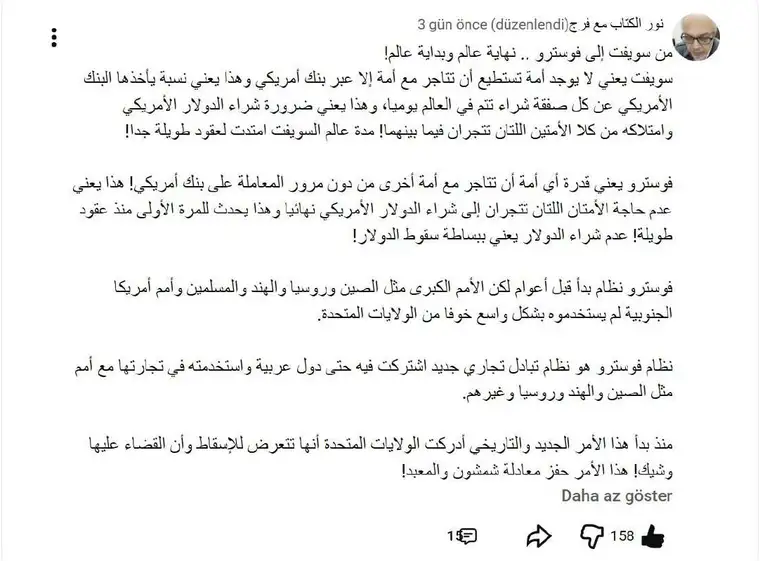 نور الكتاب مع فرج(düzenlendi) 3 gün önce
من سويفت إلى فوسترو .. نهاية عالم وبداية عالم!
سويفت يعني لا يوجد أمة تستطيع أن تتاجر مع أمة إلا عبر بنك أمريكي وهذا يعني نسبة يأخذها البنك
الأمريكي عن كل صفقة شراء تتم في العالم يوميا، وهذا يعني ضرورة شراء الدولار الأمريكي
وامتلاكه من كلا الأمتين اللتان تتجران فيما بينهما! مدة عالم السويفت امتدت لعقود طويلة جدا!
فوسترو يعني قدرة أي أمة أن تتاجر مع أمة أخرى من دون مرور المعاملة على بنك أمريكي! هذا يعني
عدم حاجة الأمتان اللتان تتجران إلى شراء الدولار الأمريكي نهائيا وهذا يحدث للمرة الأولى منذ عقود
طويلة! عدم شراء الدولار يعني ببساطة سقوط الدولار!
فوسترو نظام بدأ قبل أعوام لكن الأمم الكبرى مثل الصين وروسيا والهند والمسلمين وأمم أمريكا
الجنوبية لم يستخدموه بشكل واسع خوفا من الولايات المتحدة.
نظام فوسترو هو نظام تبادل تجاري جديد اشتركت فيه حتى دول عربية واستخدمته في تجارتها مع أمم
مثل الصين والهند وروسيا وغيرهم.
منذ بدأ هذا الأمر الجديد والتاريخي أدركت الولايات المتحدة أنها تتعرض للإسقاط وأن القضاء عليها
وشيك! هذا الأمر حفز معادلة شمشون والمعبد!
Daha az göster
158 15